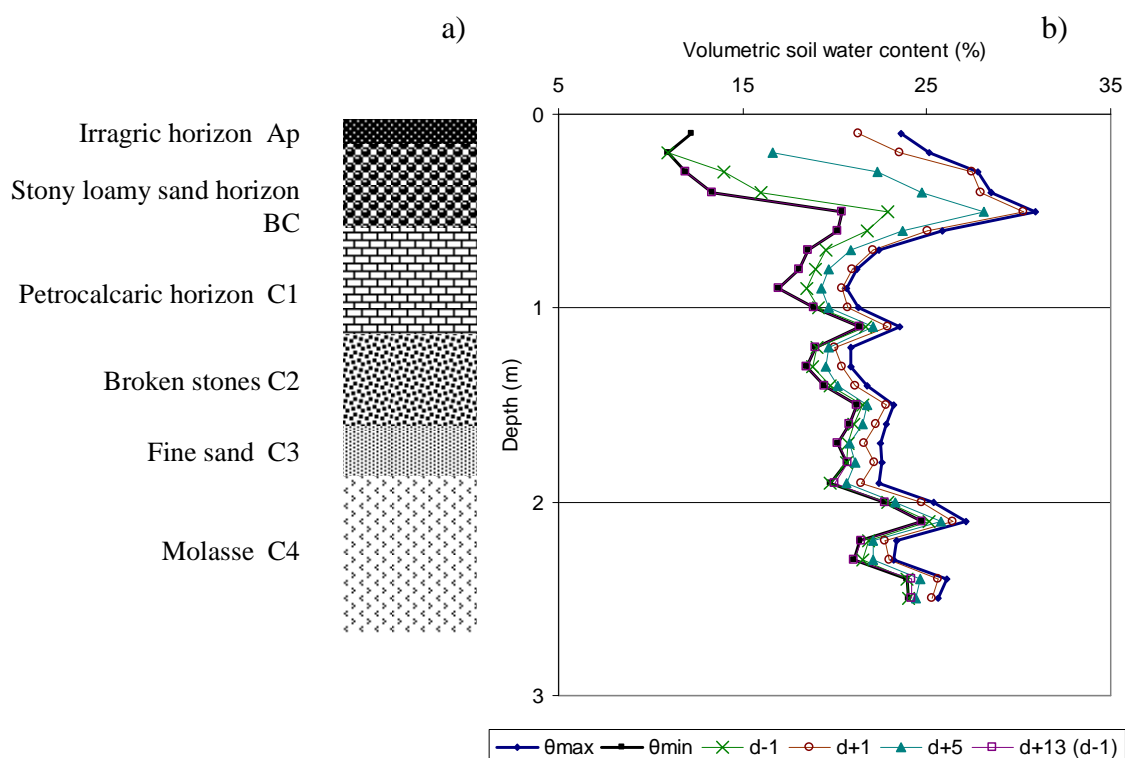 a)
Irragric horizon Ap
Stony loamy sand horizon
BC
Petrocalcaric horizon C1
Broken stones C2
Fine sand C3
Molasse C4
b)
Volumetric soil water content (%)
5 15 25 35
0
1
2
3
Depth (m)
θmax θmin d-1 d+1 d+5 d+13 (d-1)